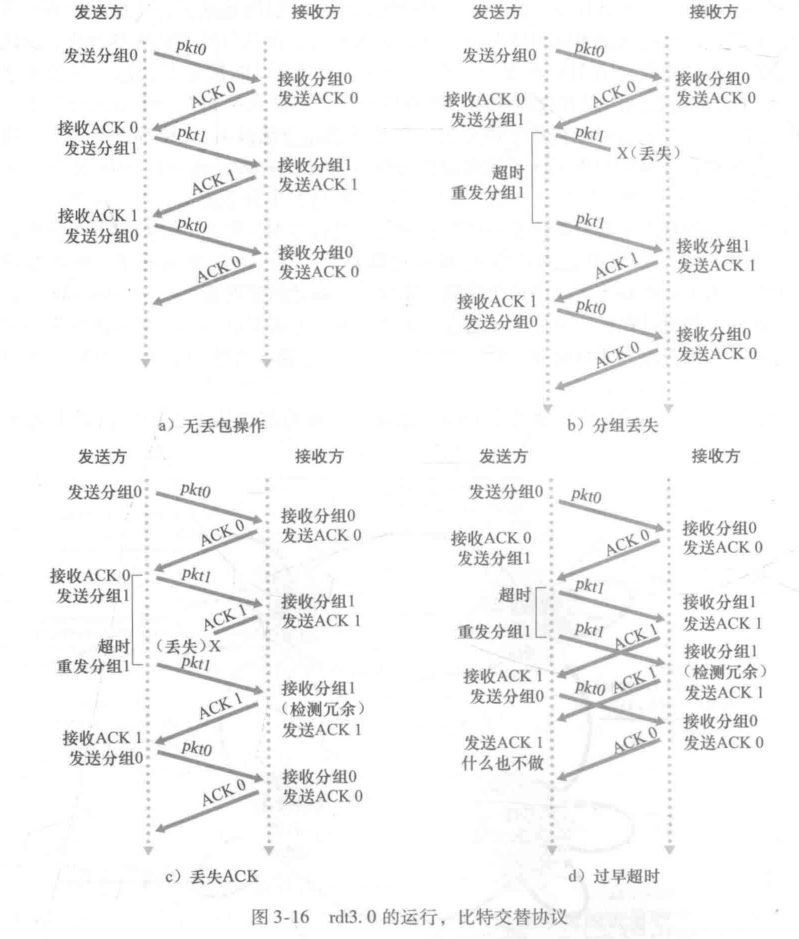 发送方
接收方
发送分组0
pkt0
接收分组0
发送ACK 0
ACK 0
接收ACK 0
发送分组1
pkt1
接收分组1
发送ACK 1
ACK 1
接收ACK 1
发送分组0
pkt0
接收分组0
发送ACK 0
ACK 0
a）无丢包操作
发送方
接收方
发送分组0
pkt0
接收分组0
发送ACK 0
ACK 0
接收ACK 0
发送分组1
pkt1
X（丢失）
超时
重发分组1
pkt1
接收分组1
发送ACK 1
ACK 1
接收ACK 1
发送分组0
pkt0
接收分组0
发送ACK 0
ACK 0
b）分组丢失
发送方
接收方
发送分组0
pkt0
接收分组0
发送ACK 0
ACK 0
接收ACK 0
发送分组1
pkt1
接收分组1
发送ACK 1
ACK 1
（丢失）X
超时
重发分组1
pkt1
接收分组1
（检测冗余）
发送ACK 1
ACK 1
接收ACK 1
发送分组0
pkt0
接收分组0
发送ACK 0
ACK 0
c）丢失ACK
发送方
接收方
发送分组0
pkt0
接收分组0
发送ACK 0
ACK 0
接收ACK 0
发送分组1
pkt1
超时
接收分组1
发送ACK 1
ACK 1
重发分组1
pkt1
接收分组1
（检测冗余）
发送ACK 1
ACK 1
接收ACK 1
发送分组0
pkt0
接收分组0
发送ACK 0
ACK 0
发送ACK 1
什么也不做
d）过早超时
图 3-16 rdt3.0 的运行，比特交替协议